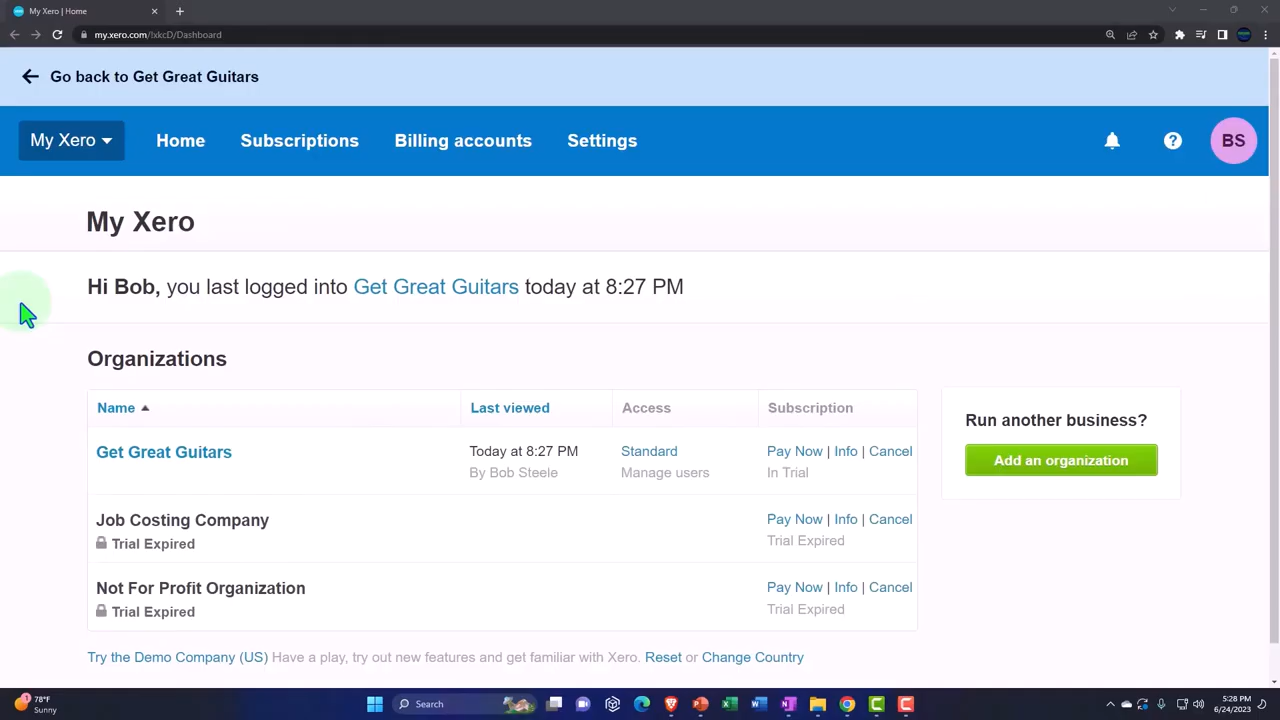 My Xero | Home
my.xero.com/!xkcD/Dashboard
Go back to Get Great Guitars
My Xero
Home
Subscriptions
Billing accounts
Settings
BS
My Xero
Hi Bob, you last logged into Get Great Guitars today at 8:27 PM
Organizations
Name Last viewed Access Subscription
Get Great Guitars Today at 8:27 PM Standard Pay Now | Info | Cancel
By Bob Steele Manage users In Trial
Job Costing Company Pay Now | Info | Cancel
Trial Expired Trial Expired
Not For Profit Organization Pay Now | Info | Cancel
Trial Expired Trial Expired
Run another business?
Add an organization
Try the Demo Company (US) Have a play, try out new features and get familiar with Xero. Reset or Change Country
78°F
Sunny
Search
5:28 PM
6/24/2023